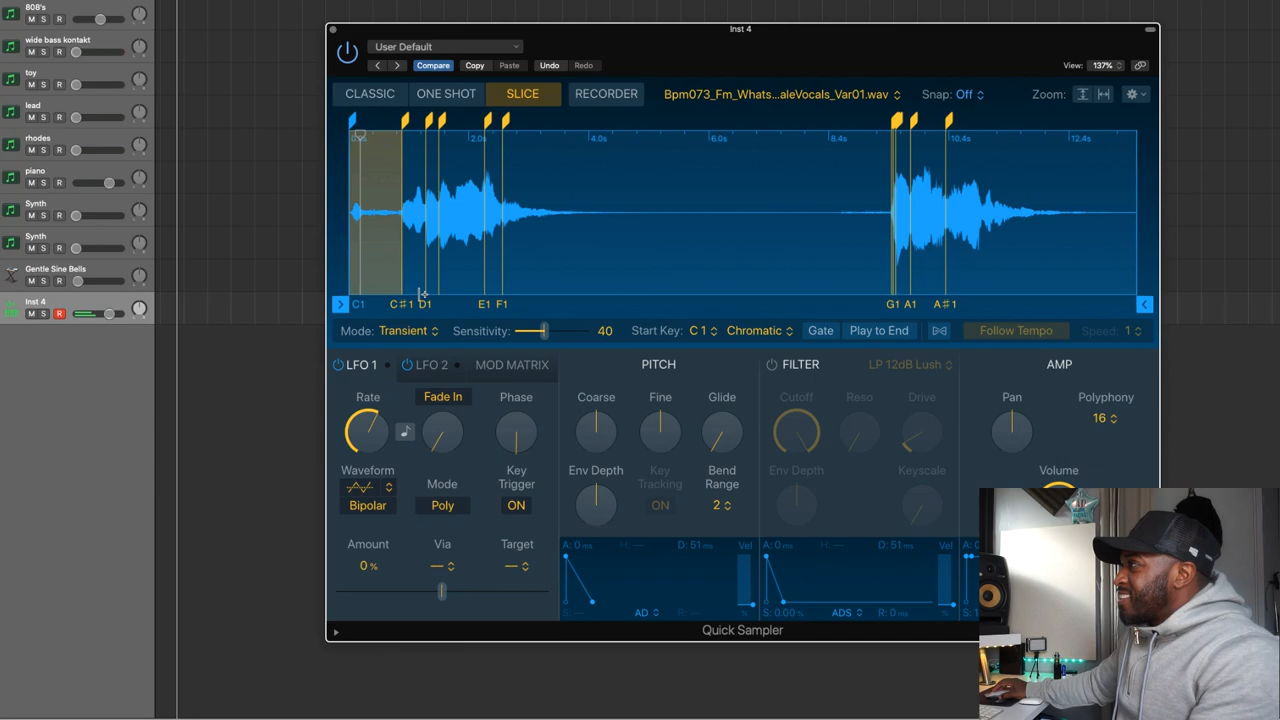 808's
M S R
wide bass kontakt
M S R
toy
M S R
lead
M S R
rhodes
M S R
piano
M S R
Synth
M S R
Synth
M S R
Gentle Sine Bells
M S R
Inst 4
M S R
Inst 4
User Default
Compare Copy Paste Undo Redo View: 137%
CLASSIC ONE SHOT SLICE RECORDER Bpm073_Fm_Whats...aleVocals_Var01.wav Snap: Off Zoom:
2.0s 4.0s 6.0s 8.4s 10.4s 12.4s
C1 C#1 D1 E1 F1 G1 A1 A#1
Mode: Transient Sensitivity: 40 Start Key: C 1 Chromatic Gate Play to End Follow Tempo Speed: 1
LFO 1 LFO 2 MOD MATRIX PITCH FILTER LP 12dB Lush AMP
Rate Fade In Phase Coarse Fine Glide Cutoff Reso Drive Pan Polyphony
16
Waveform Mode Key Trigger Env Depth Key Tracking Bend Range Env Depth Keyscale Volume
Bipolar Poly ON ON 2
Amount Via Target A: 0 ms H: — D: 51 ms Vel A: 0 ms D: 51 ms Vel A: 0
0 % — —
S: — AD R: — % S: 0.00% ADS R: 0 ms % S: 1
Quick Sampler